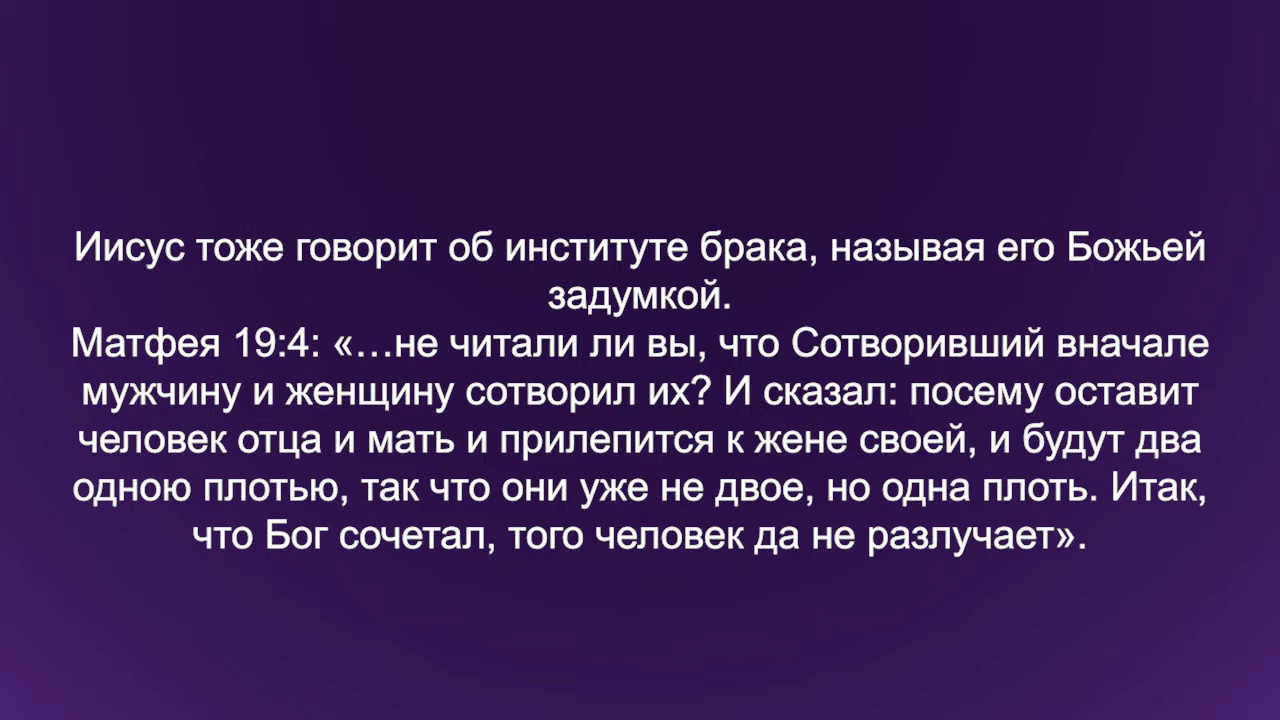 Иисус тоже говорит об институте брака, называя его Божьей
задумкой.
Матфея 19:4: «…не читали ли вы, что Сотворивший вначале
мужчину и женщину сотворил их? И сказал: посему оставит
человек отца и мать и прилепится к жене своей, и будут два
одною плотью, так что они уже не двое, но одна плоть. Итак,
что Бог сочетал, того человек да не разлучает».